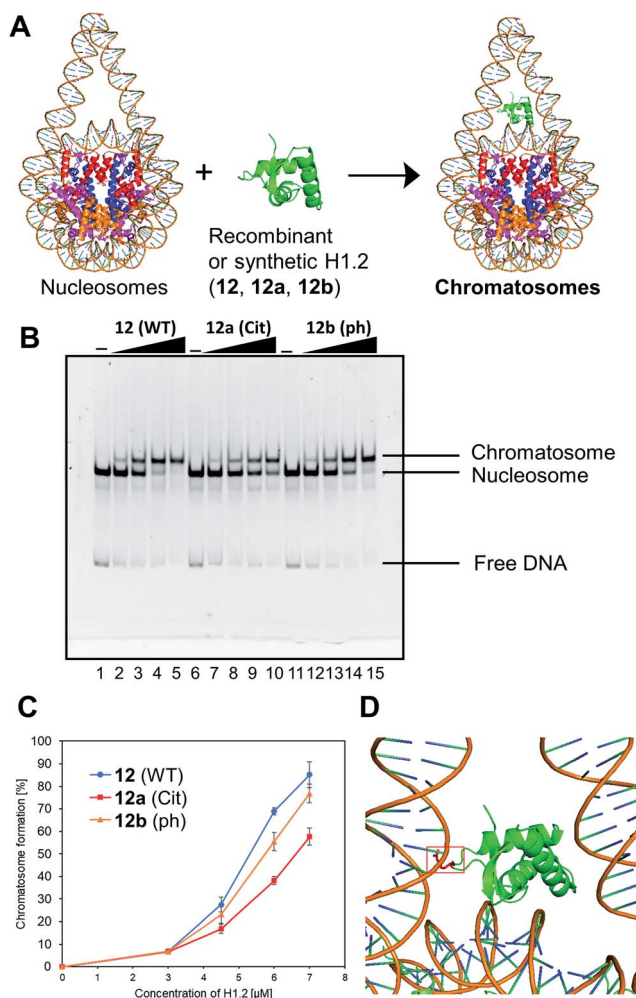 A
+
Nucleosomes
Recombinant
or synthetic H1.2
(12, 12a, 12b)
Chromatosomes
B
12 (WT) 12a (Cit) 12b (ph)
– – –
Chromatosome
Nucleosome
Free DNA
1 2 3 4 5 6 7 8 9 10 11 12 13 14 15
C
Chromatosome formation [%]
100
90
80
70
60
50
40
30
20
10
0
12 (WT)
12a (Cit)
12b (ph)
0 1 2 3 4 5 6 7 8
Concentration of H1.2 [µM]
D